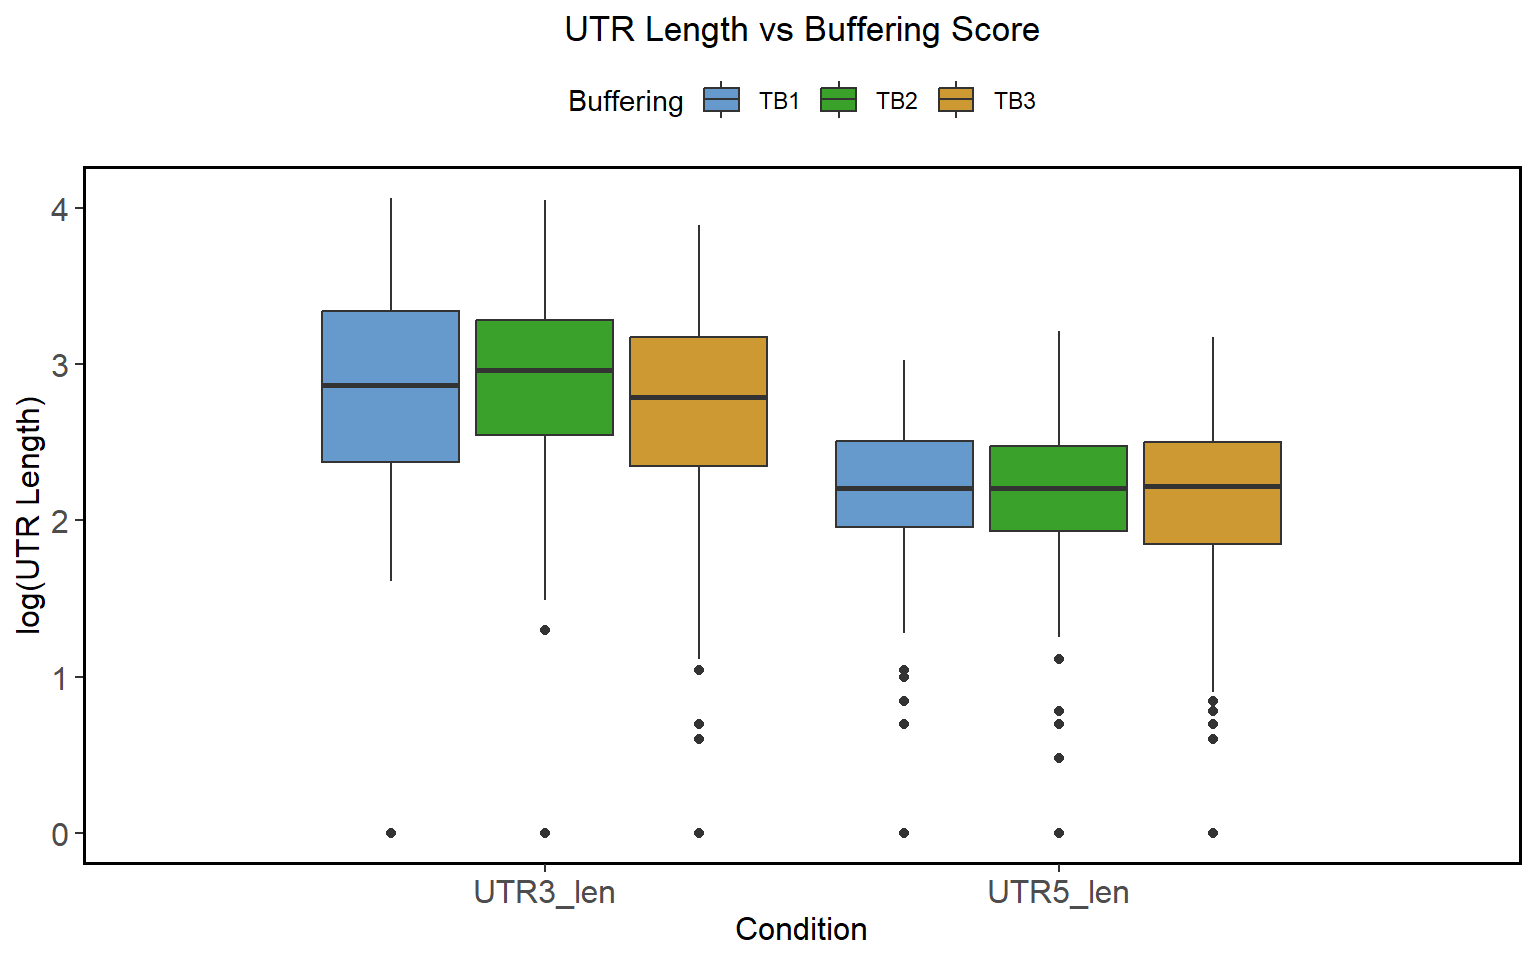 UTR Length vs Buffering Score
Buffering TB1 TB2 TB3
log(UTR Length)
4
3
2
1
0
UTR3_len UTR5_len
Condition